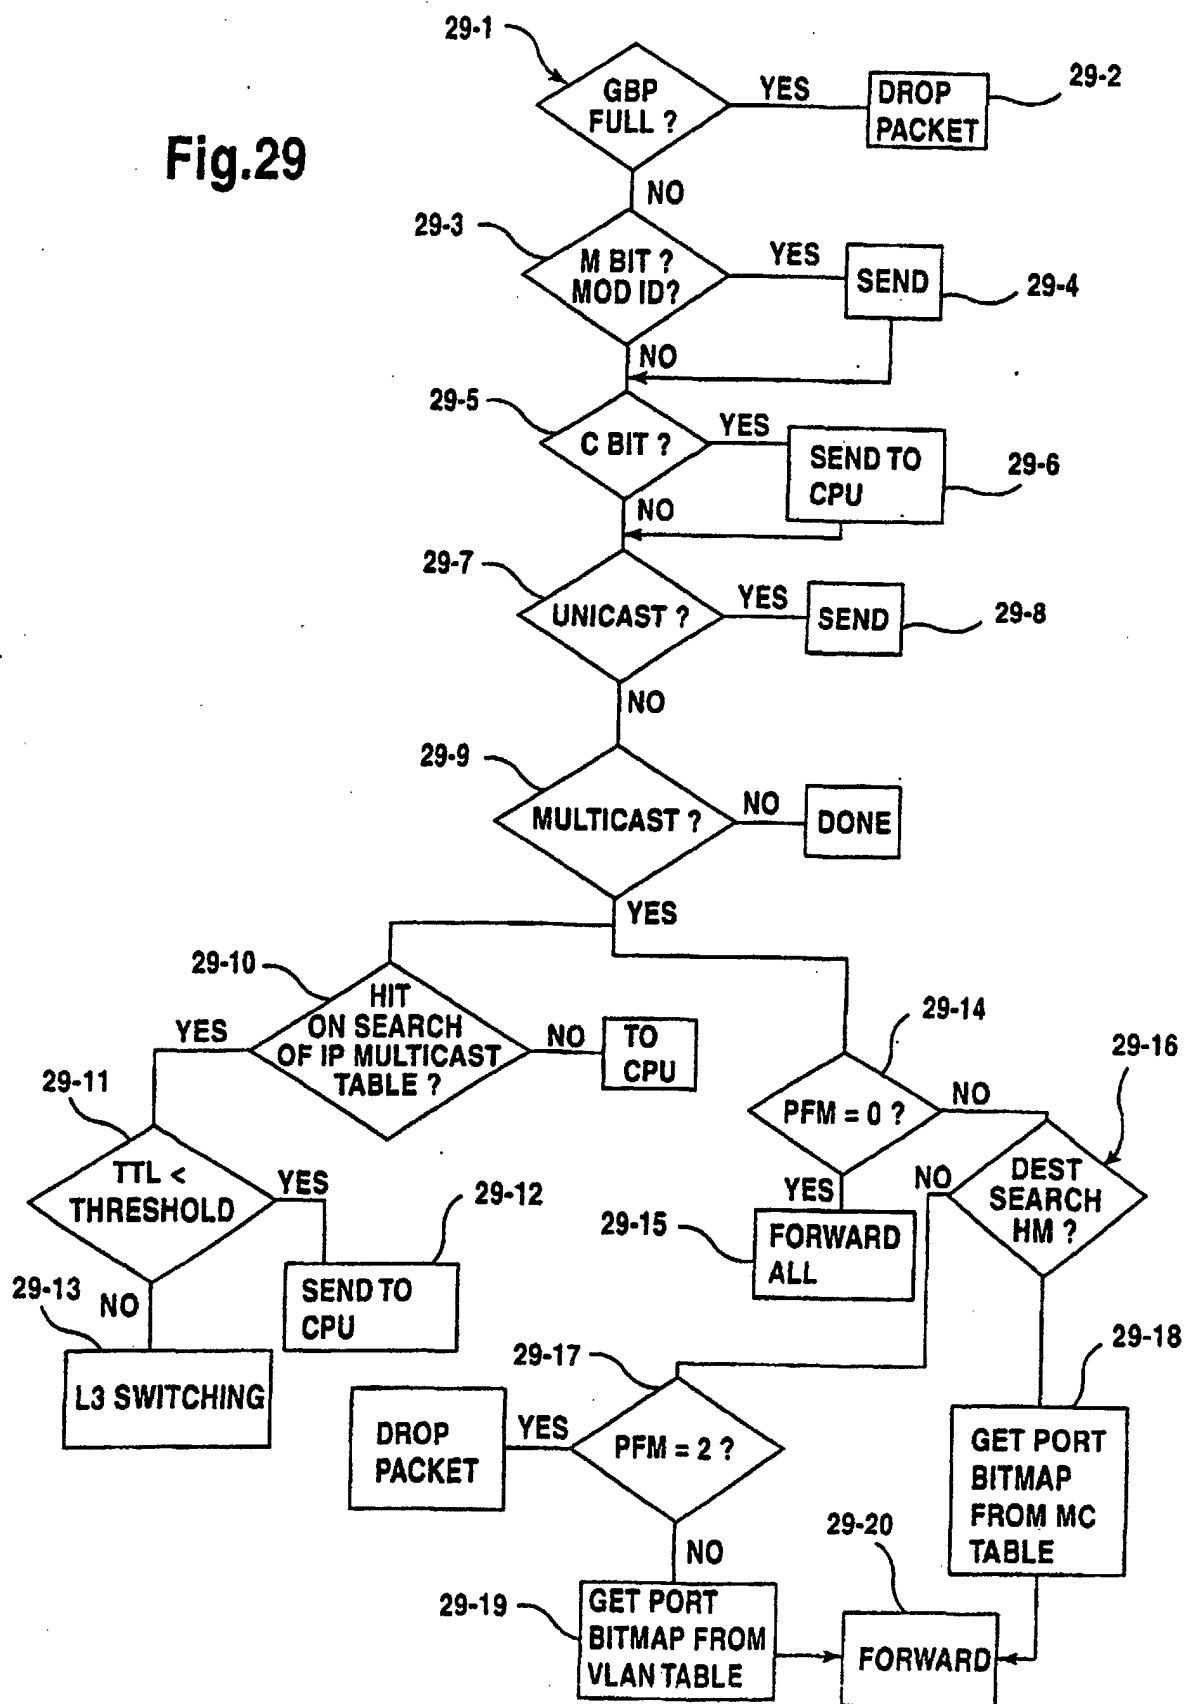 29-1
GBP
FULL ?
YES
DROP
PACKET
29-2
Fig.29
NO
29-3
M BIT ?
MOD ID?
YES
SEND
29-4
NO
29-5
C BIT ?
YES
SEND TO
CPU
29-6
NO
29-7
UNICAST ?
YES
SEND
29-8
NO
29-9
MULTICAST ?
NO
DONE
YES
29-10
HIT
ON SEARCH
OF IP MULTICAST
TABLE ?
YES
NO
TO
CPU
29-14
PFM = 0 ?
NO
29-16
29-11
TTL <
THRESHOLD
YES
29-12
SEND TO
CPU
YES
29-15
FORWARD
ALL
NO
DEST
SEARCH
HM ?
29-13
NO
L3 SWITCHING
29-17
PFM = 2 ?
YES
DROP
PACKET
29-18
GET PORT
BITMAP
FROM MC
TABLE
NO
29-20
29-19
GET PORT
BITMAP FROM
VLAN TABLE
FORWARD